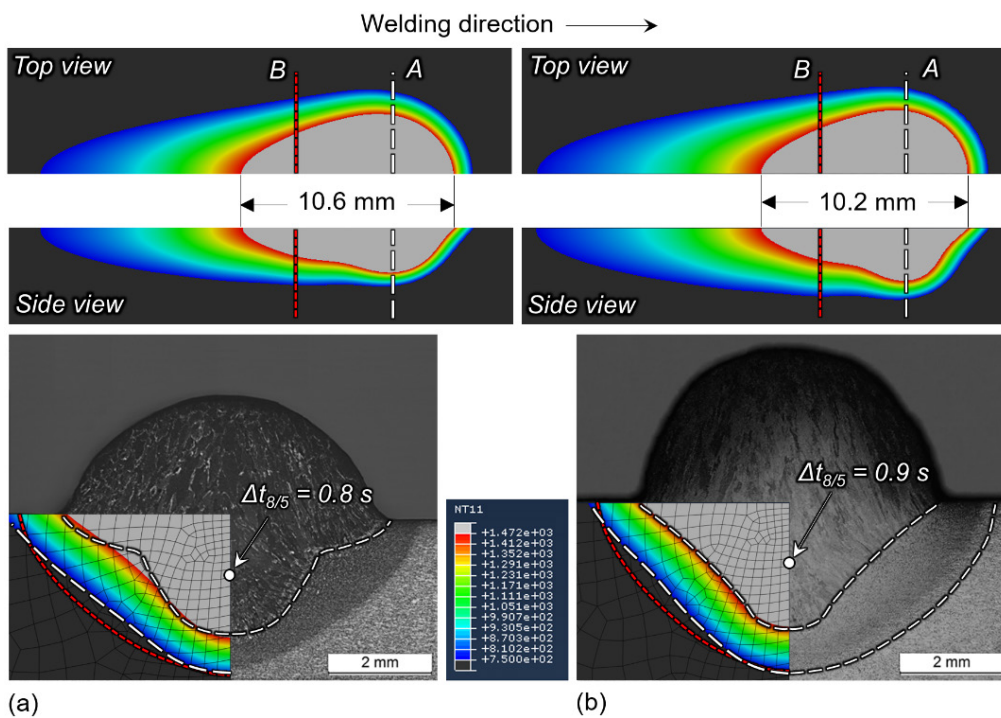 Welding direction
Top view
B
A
Top view
B
A
10.6 mm
10.2 mm
Side view
Side view
Δt8/5 = 0.8 s
Δt8/5 = 0.9 s
NT11
+1.472e+03
+1.412e+03
+1.352e+03
+1.291e+03
+1.231e+03
+1.171e+03
+1.111e+03
+1.051e+03
+9.907e+02
+9.305e+02
+8.703e+02
+8.102e+02
+7.500e+02
2 mm
2 mm
(a)
(b)